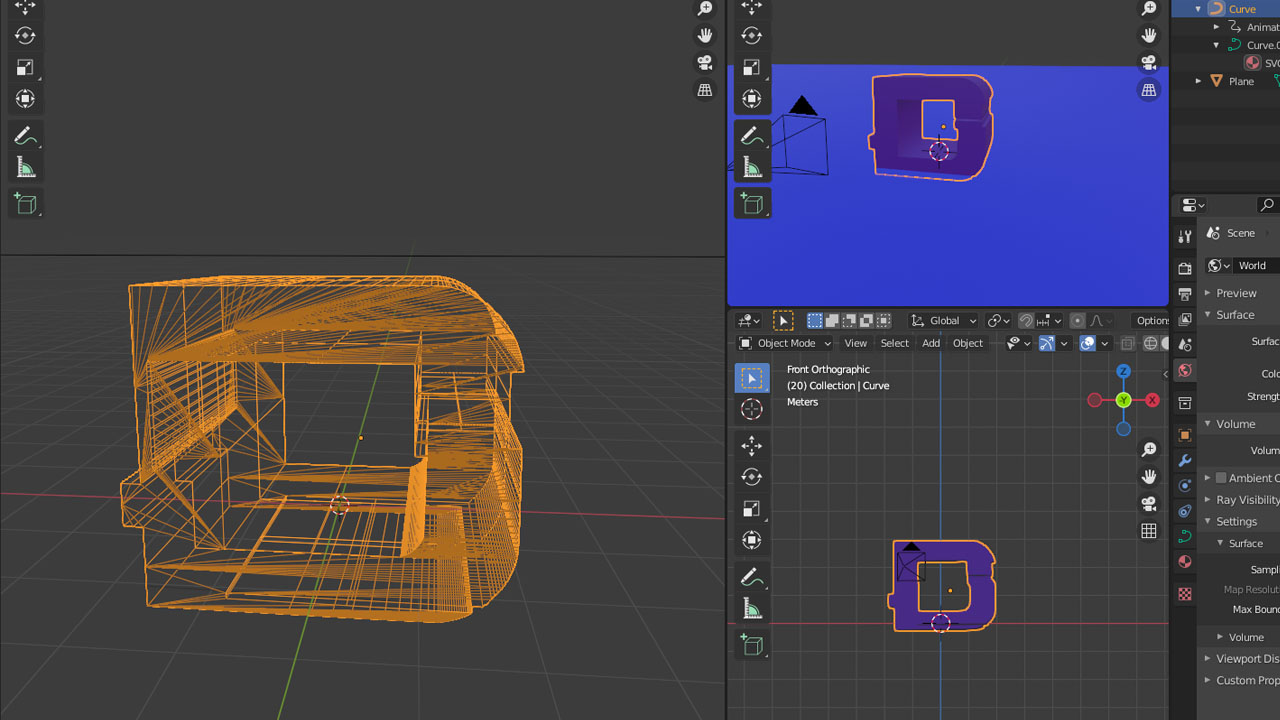 Curve
Animat
Curve.0
SVG
Plane
Global
Options
Object Mode
View
Select
Add
Object
Front Orthographic
(20) Collection | Curve
Meters
Z
Y
X
Scene
World
Preview
Surface
Surfac
Colo
Strengt
Volume
Volum
Ambient O
Ray Visibility
Settings
Surface
Sampli
Map Resolut
Max Bound
Volume
Viewport Dis
Custom Prop